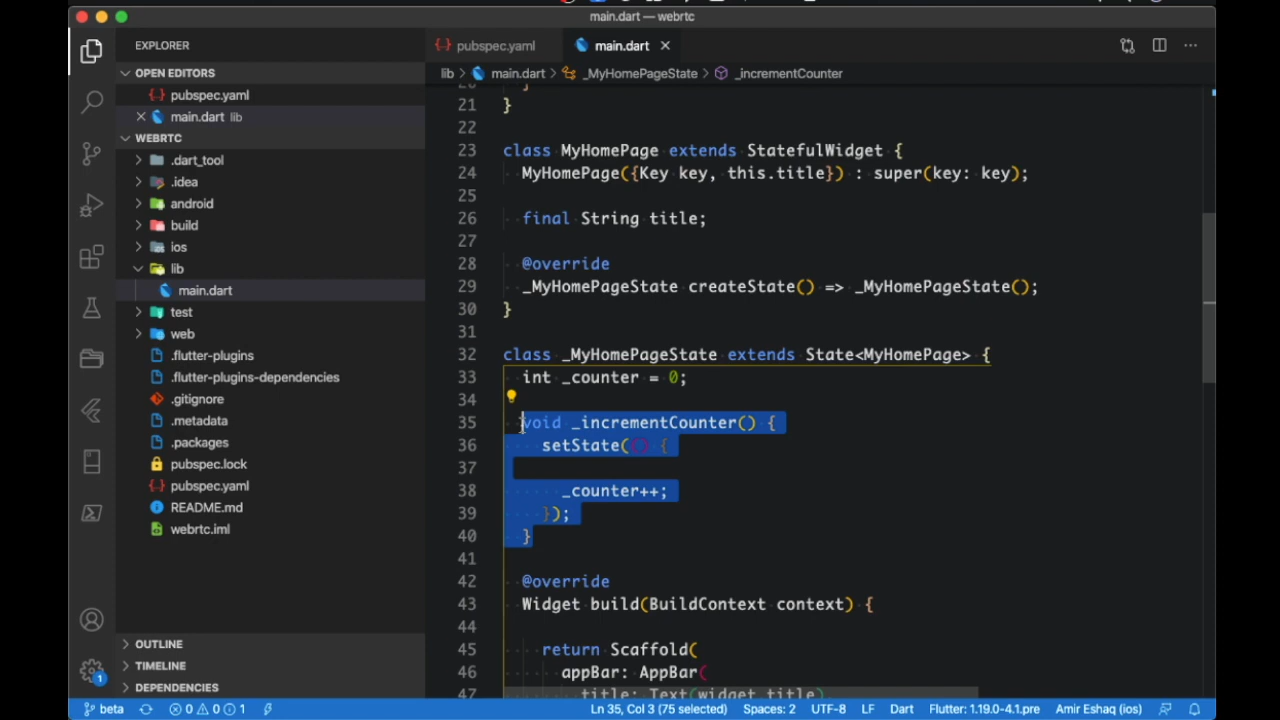 main.dart — webrtc
EXPLORER
OPEN EDITORS
pubspec.yaml
main.dart lib
WEBRTC
.dart_tool
.idea
android
build
ios
lib
main.dart
test
web
.flutter-plugins
.flutter-plugins-dependencies
.gitignore
.metadata
.packages
pubspec.lock
pubspec.yaml
README.md
webrtc.iml
OUTLINE
TIMELINE
DEPENDENCIES
pubspec.yaml main.dart
lib > main.dart > _MyHomePageState > _incrementCounter
20 }
21 }
22
23 class MyHomePage extends StatefulWidget {
24 MyHomePage({Key key, this.title}) : super(key: key);
25
26 final String title;
27
28 @override
29 _MyHomePageState createState() => _MyHomePageState();
30 }
31
32 class _MyHomePageState extends State<MyHomePage> {
33 int _counter = 0;
34
35 void _incrementCounter() {
36 setState(() {
37
38 _counter++;
39 });
40 }
41
42 @override
43 Widget build(BuildContext context) {
44
45 return Scaffold(
46 appBar: AppBar(
47 title: Text(widget.title),
1
beta 0 0 1 Ln 35, Col 3 (75 selected) Spaces: 2 UTF-8 LF Dart Flutter: 1.19.0-4.1.pre Amir Eshaq (ios)